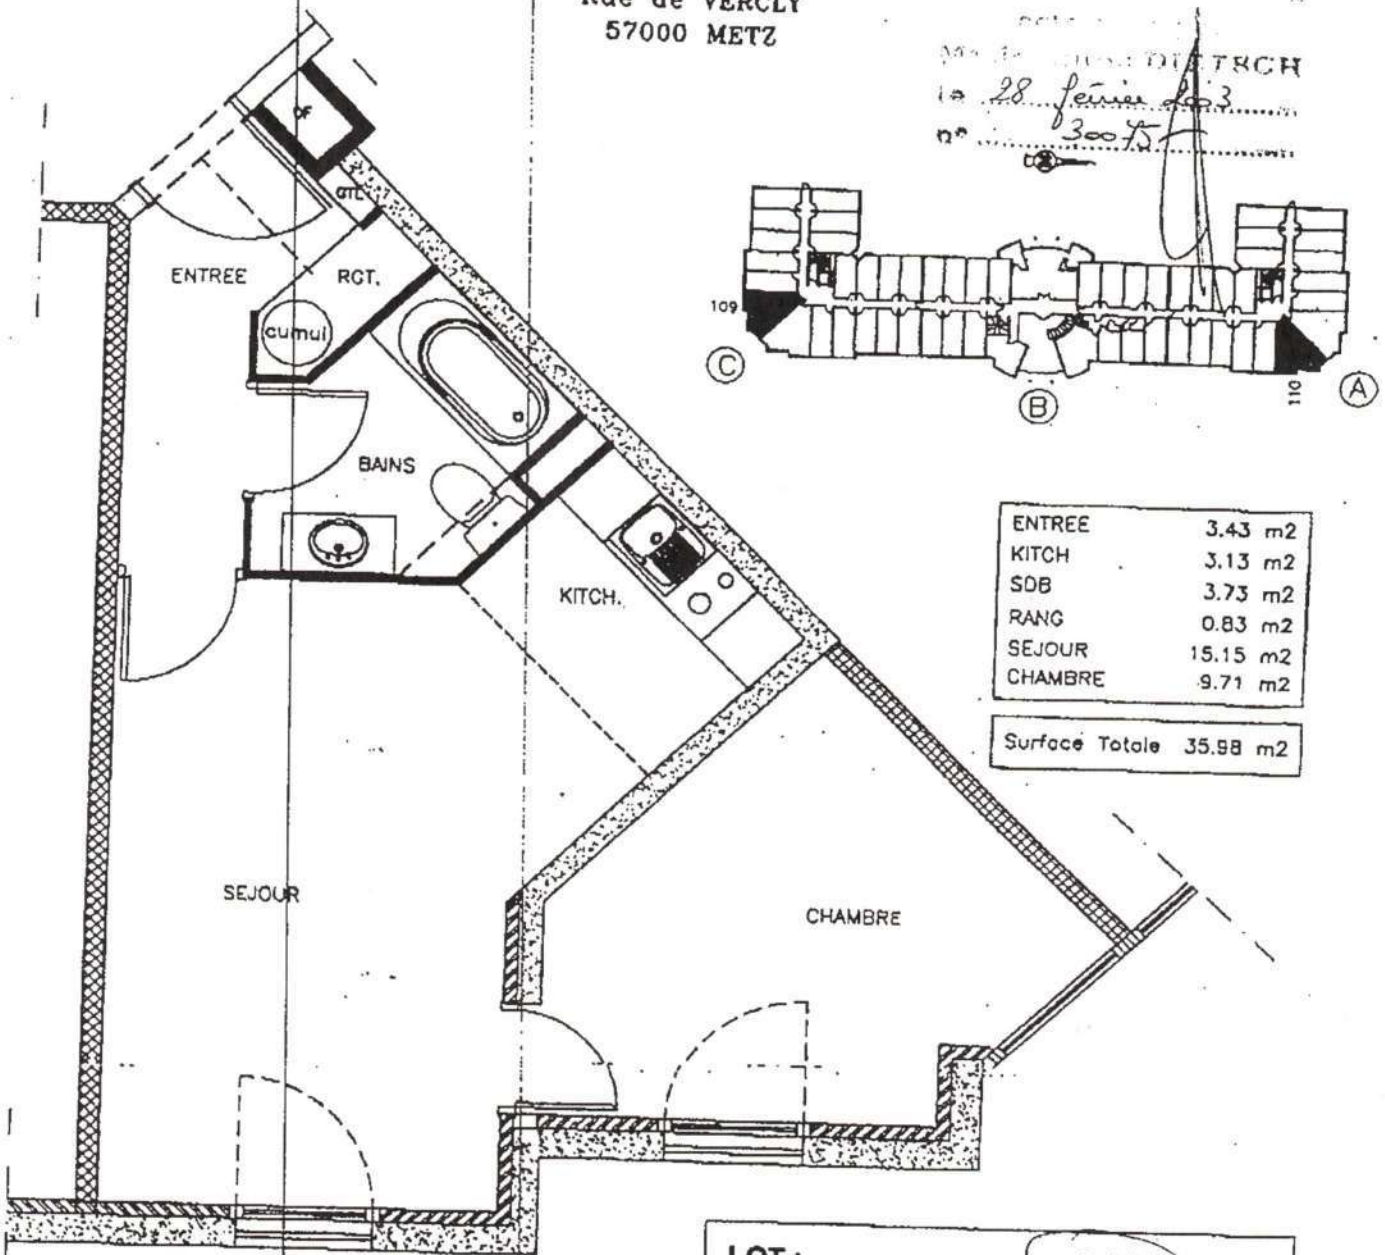 Rue de VERCLY
57000 METZ
le 28 février 2003
n° 30075
DF
GTL
ENTREE
RGT.
cumul
BAINS
KITCH.
SEJOUR
CHAMBRE
109
C
B
110
A
ENTREE 3.43 m2
KITCH 3.13 m2
SDB 3.73 m2
RANG 0.83 m2
SEJOUR 15.15 m2
CHAMBRE 9.71 m2
Surface Totale 35.98 m2
LOT :